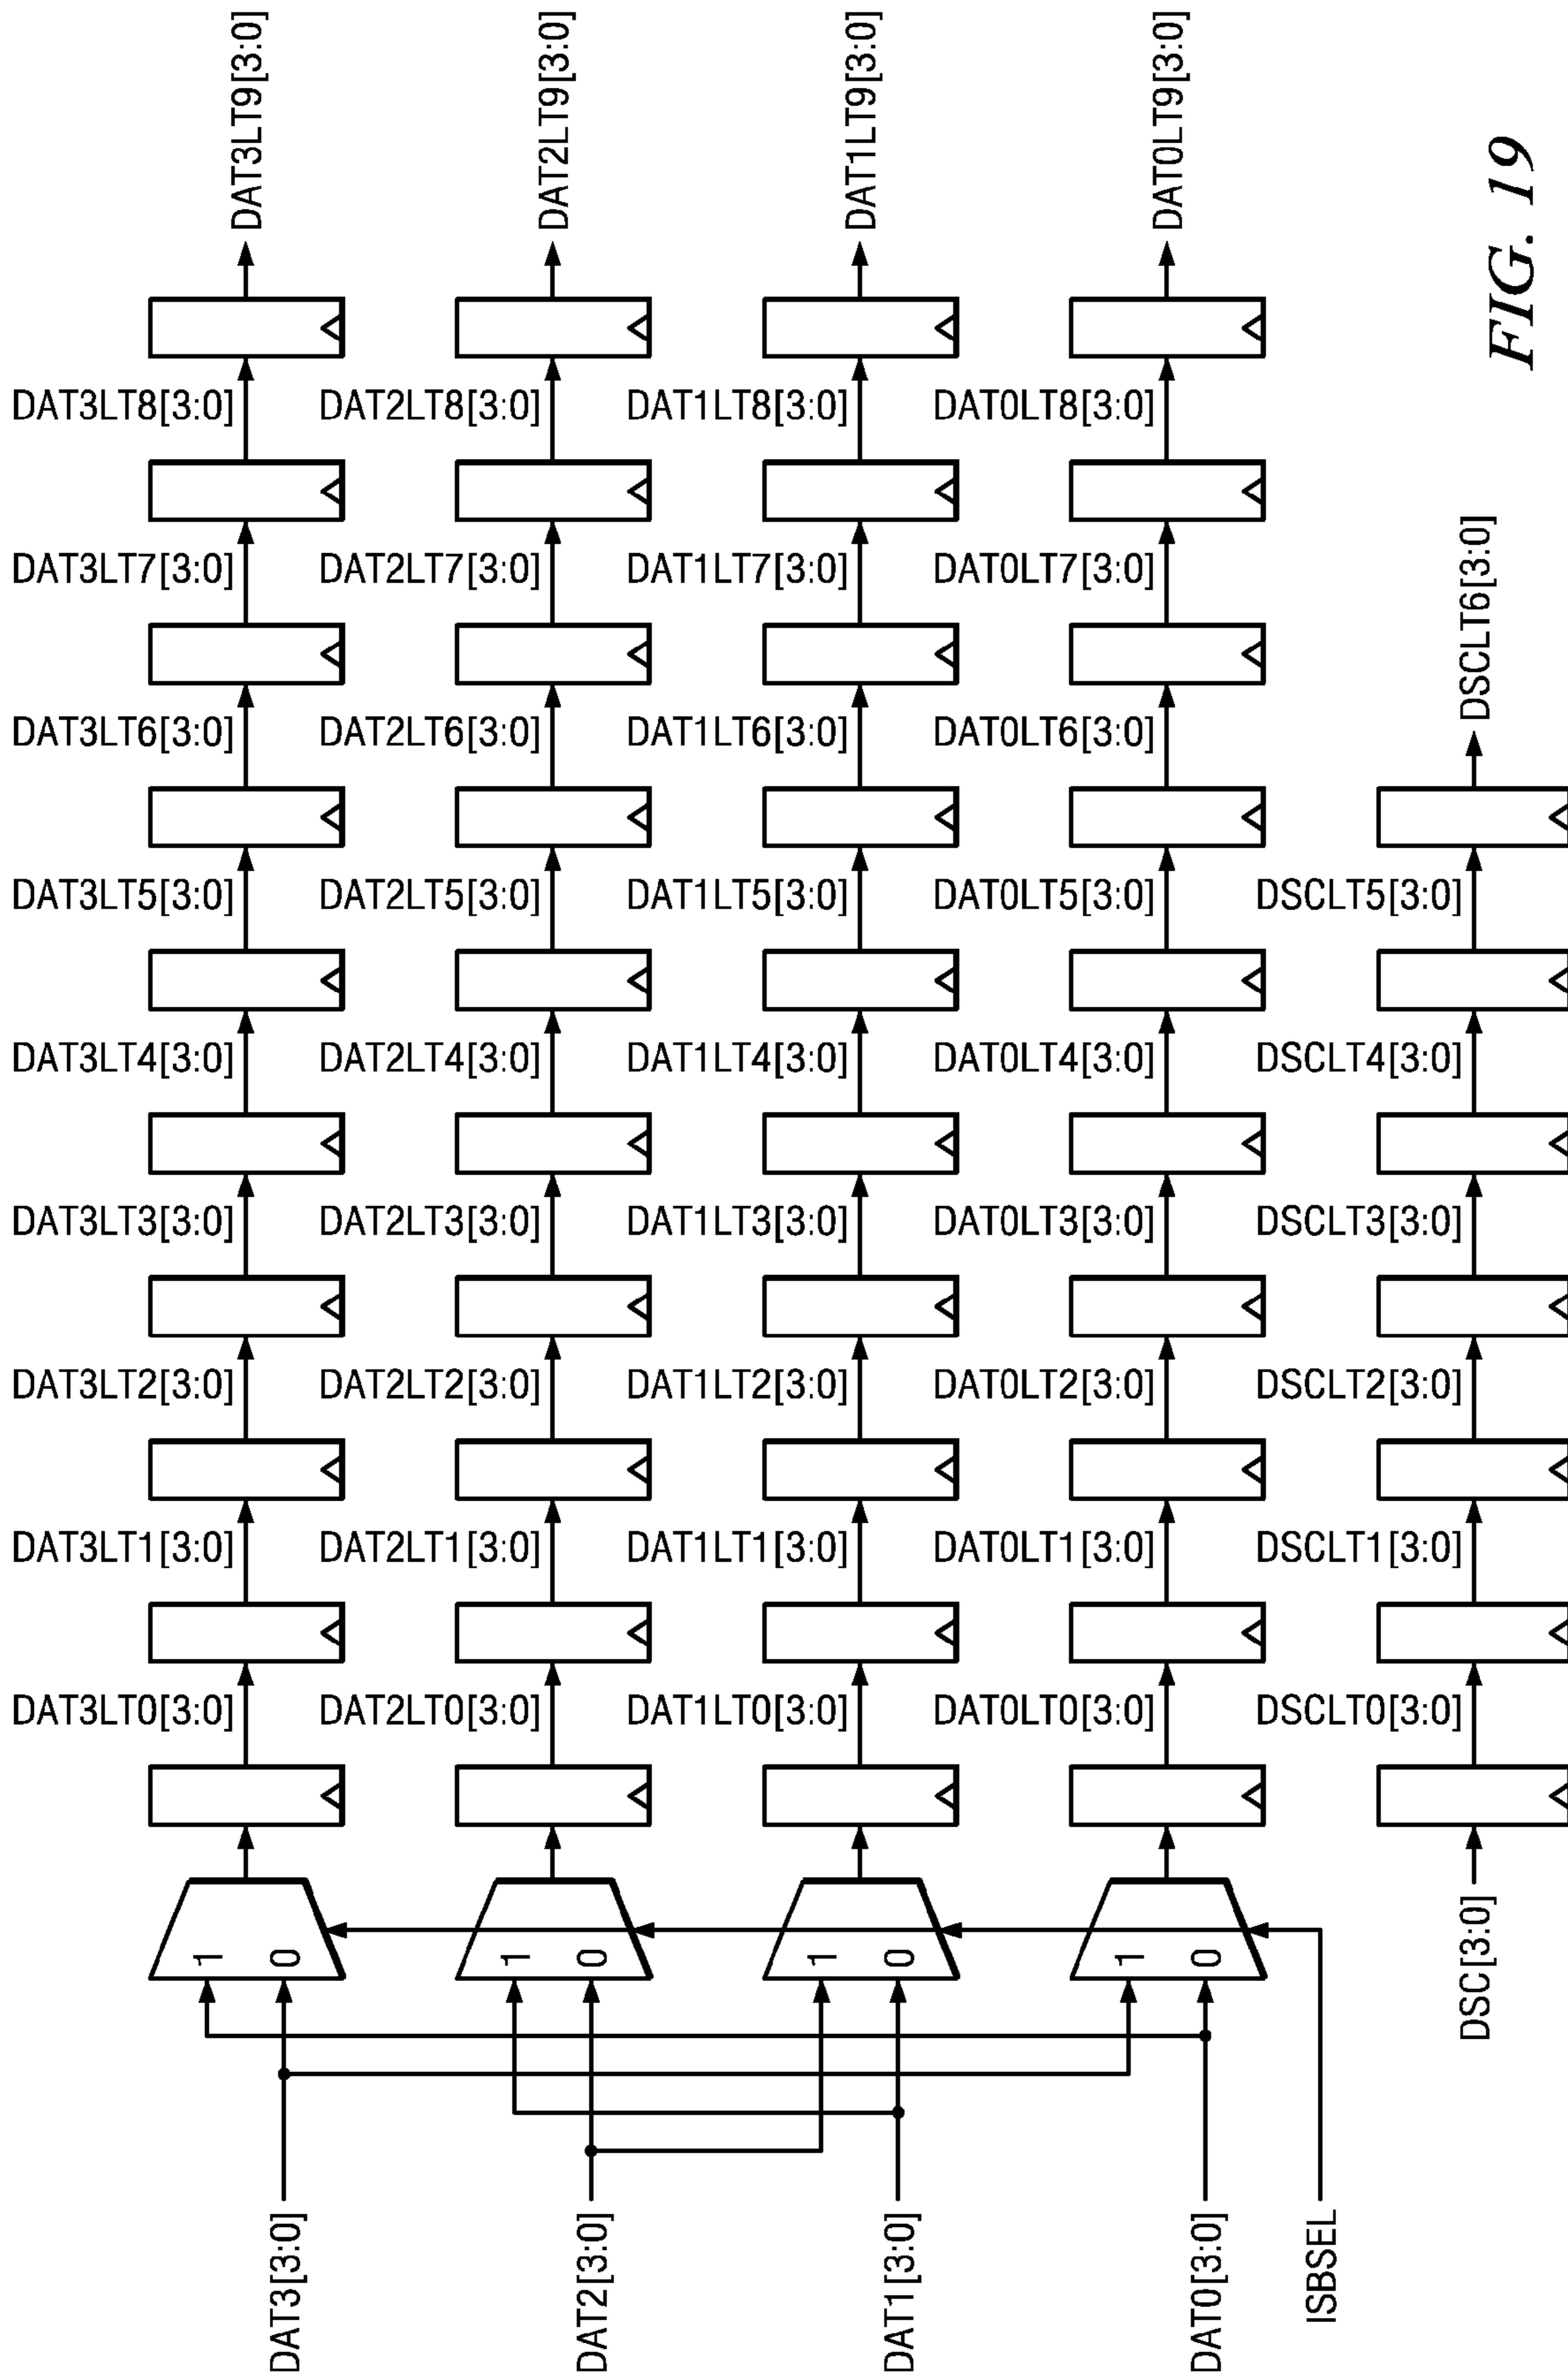 DAT3[3:0]
DAT3LT0[3:0]
DAT3LT1[3:0]
DAT3LT2[3:0]
DAT3LT3[3:0]
DAT3LT4[3:0]
DAT3LT5[3:0]
DAT3LT6[3:0]
DAT3LT7[3:0]
DAT3LT8[3:0]
DAT3LT9[3:0]
1
0
DAT2[3:0]
DAT2LT0[3:0]
DAT2LT1[3:0]
DAT2LT2[3:0]
DAT2LT3[3:0]
DAT2LT4[3:0]
DAT2LT5[3:0]
DAT2LT6[3:0]
DAT2LT7[3:0]
DAT2LT8[3:0]
DAT2LT9[3:0]
1
0
DAT1[3:0]
DAT1LT0[3:0]
DAT1LT1[3:0]
DAT1LT2[3:0]
DAT1LT3[3:0]
DAT1LT4[3:0]
DAT1LT5[3:0]
DAT1LT6[3:0]
DAT1LT7[3:0]
DAT1LT8[3:0]
DAT1LT9[3:0]
1
0
DAT0[3:0]
DAT0LT0[3:0]
DAT0LT1[3:0]
DAT0LT2[3:0]
DAT0LT3[3:0]
DAT0LT4[3:0]
DAT0LT5[3:0]
DAT0LT6[3:0]
DAT0LT7[3:0]
DAT0LT8[3:0]
DAT0LT9[3:0]
1
0
ISBSEL
DSC[3:0]
DSCLT0[3:0]
DSCLT1[3:0]
DSCLT2[3:0]
DSCLT3[3:0]
DSCLT4[3:0]
DSCLT5[3:0]
DSCLT6[3:0]
FIG. 19